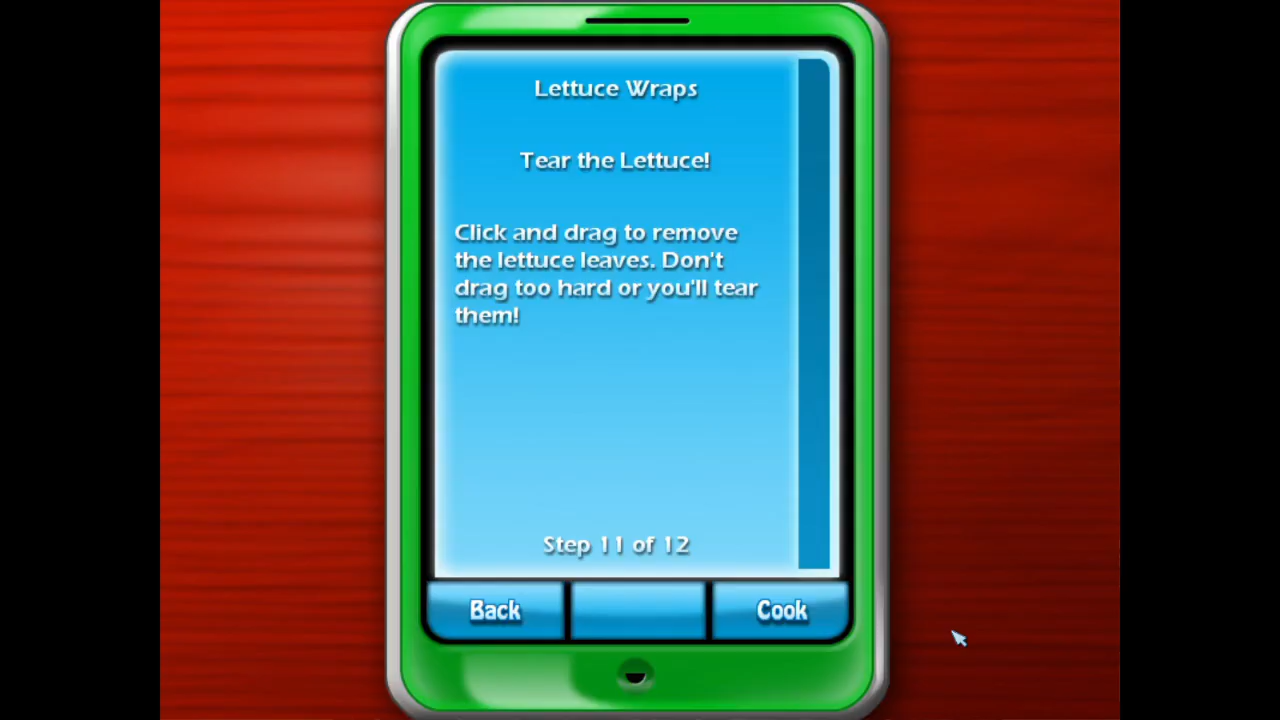 Lettuce Wraps
Tear the Lettuce!
Click and drag to remove
the lettuce leaves. Don't
drag too hard or you'll tear
them!
Step 11 of 12
Back
Cook